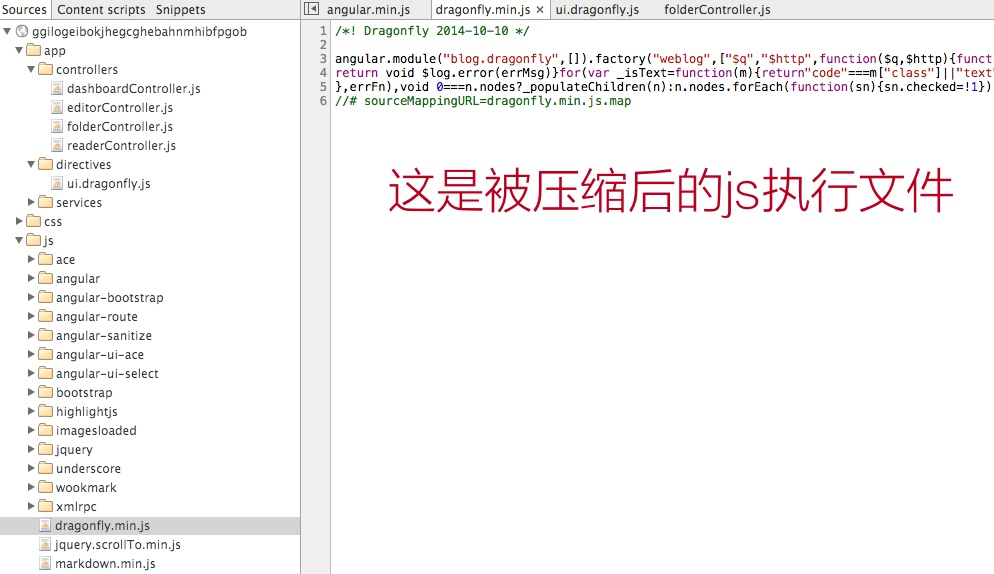 Sources Content scripts Snippets
angular.min.js dragonfly.min.js × ui.dragonfly.js folderController.js
ggilogeibokjhegcghebahnmhibfpgob
app
controllers
dashboardController.js
editorController.js
folderController.js
readerController.js
directives
ui.dragonfly.js
services
css
js
ace
angular
angular-bootstrap
angular-route
angular-sanitize
angular-ui-ace
angular-ui-select
bootstrap
highlightjs
imagesloaded
jquery
underscore
wookmark
xmlrpc
dragonfly.min.js
jquery.scrollTo.min.js
markdown.min.js
1 /*! Dragonfly 2014-10-10 */
2
3 angular.module("blog.dragonfly",[]).factory("weblog",["$q","$http",function($q,$http){funct
4 return void $log.error(errMsg)}for(var _isText=function(m){return"code"===m["class"]||"text"
5 },errFn),void 0===n.nodes?_populateChildren(n):n.nodes.forEach(function(sn){sn.checked=!1})
6 //# sourceMappingURL=dragonfly.min.js.map
这是被压缩后的js执行文件